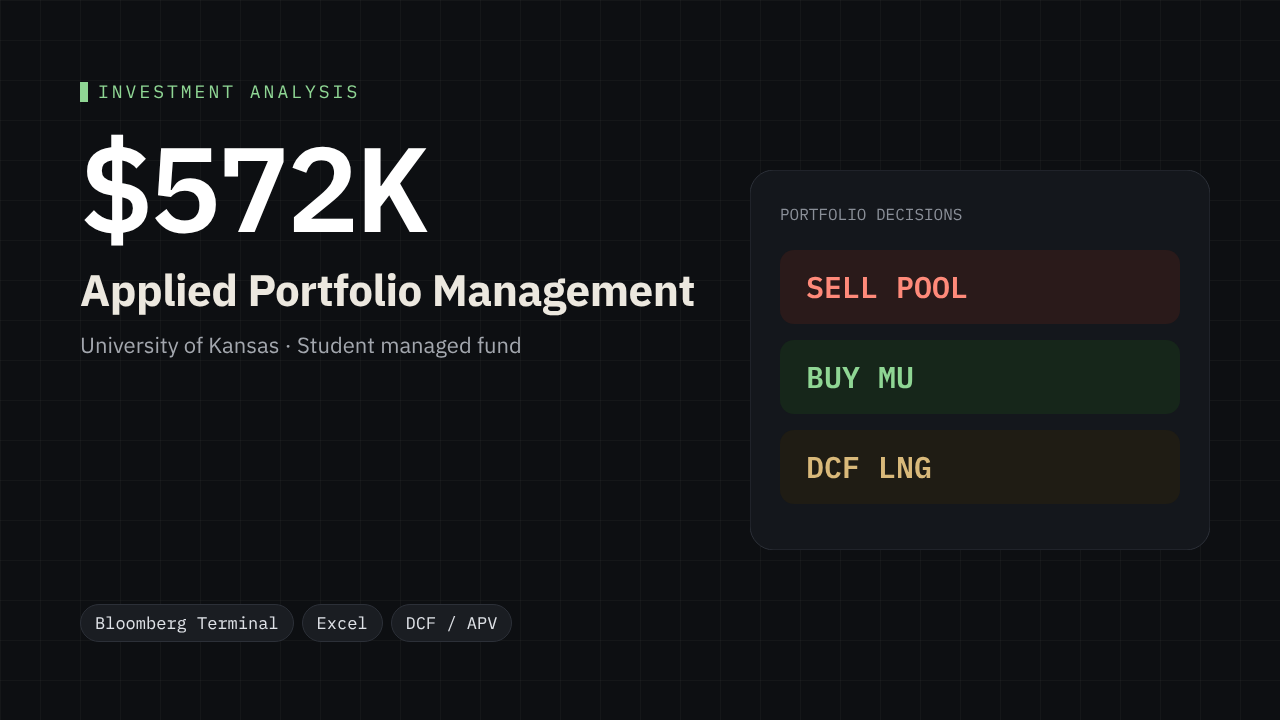 INVESTMENT ANALYSIS
$572K
Applied Portfolio Management
University of Kansas · Student managed fund
PORTFOLIO DECISIONS
SELL POOL
BUY MU
DCF LNG
Bloomberg Terminal
Excel
DCF / APV